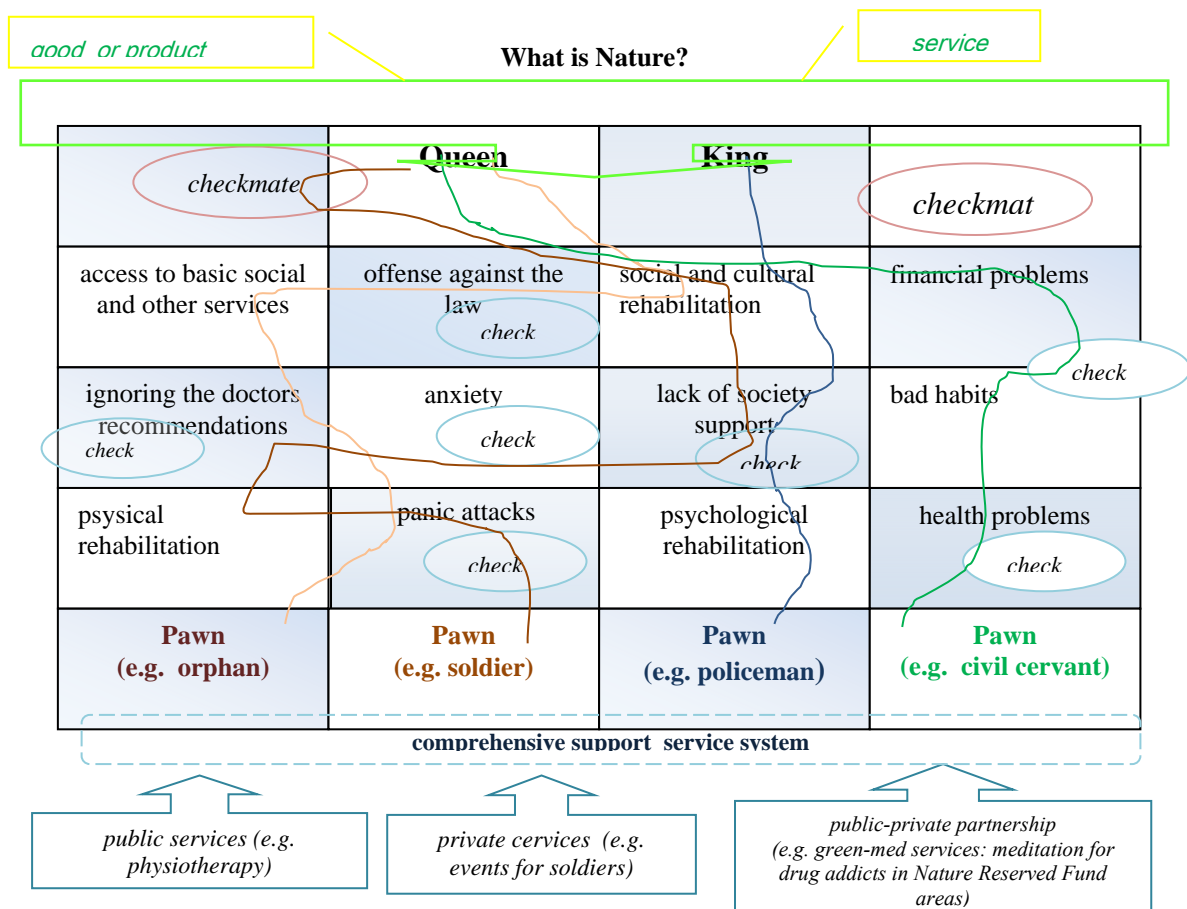 good or product
service
What is Nature?
Queen
King
checkmate
checkmat
access to basic social
and other services
offense against the
law
check
social and cultural
rehabilitation
financial problems
check
ignoring the doctors
recommendations
check
anxiety
check
lack of society
support
check
bad habits
psysical
rehabilitation
panic attacks
check
psychological
rehabilitation
health problems
check
Pawn
(e.g. orphan)
Pawn
(e.g. soldier)
Pawn
(e.g. policeman)
Pawn
(e.g. civil cervant)
comprehensive support service system
public services (e.g.
physiotherapy)
private cervices (e.g.
events for soldiers)
public-private partnership
(e.g. green-med services: meditation for
drug addicts in Nature Reserved Fund
areas)